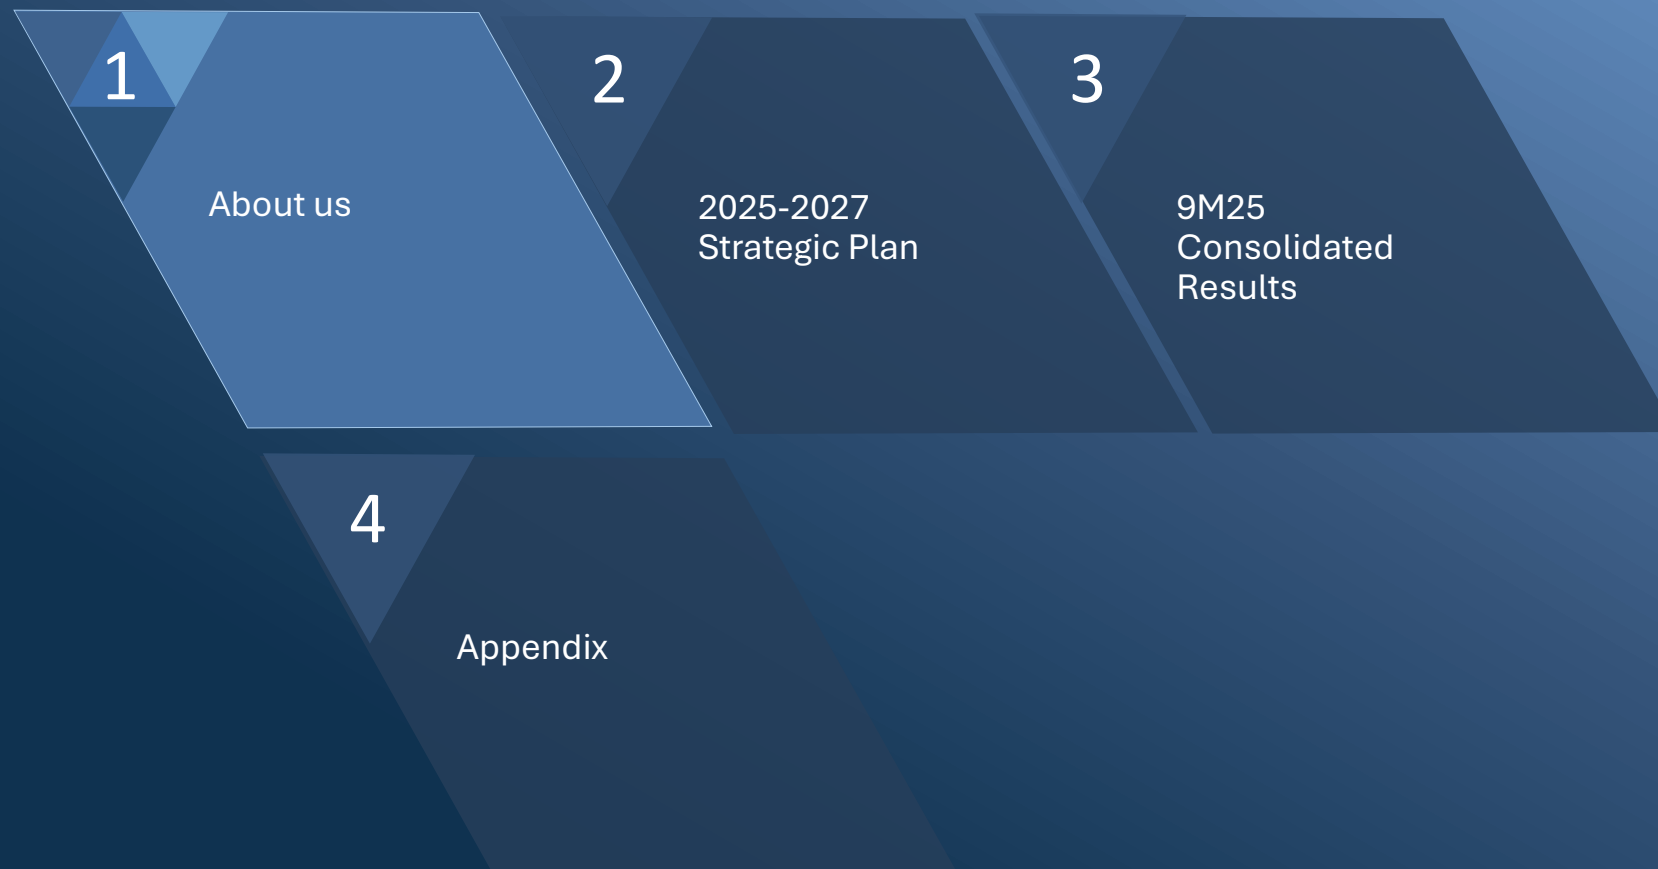 1
About us
2
2025-2027
Strategic Plan
3
9M25
Consolidated
Results
4
Appendix